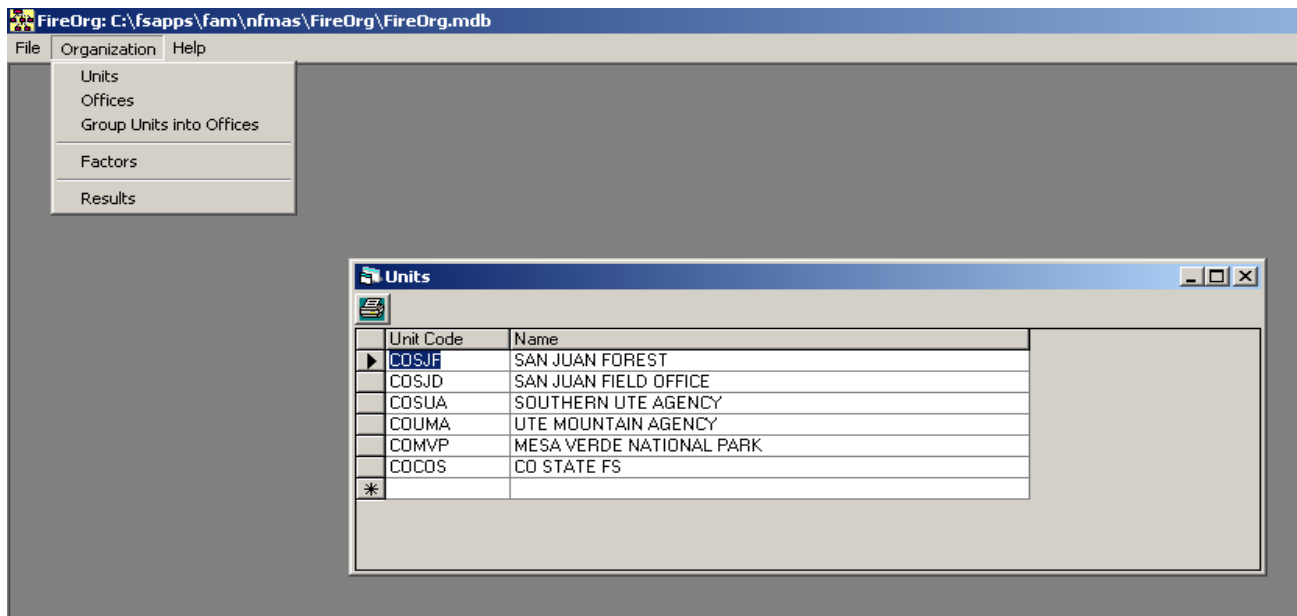 FireOrg: C:\fsapps\fam\nfmas\FireOrg\FireOrg.mdb
File Organization Help
Units
Offices
Group Units into Offices
Factors
Results
Units
Unit Code Name
COSJF SAN JUAN FOREST
COSJD SAN JUAN FIELD OFFICE
COSUA SOUTHERN UTE AGENCY
COUMA UTE MOUNTAIN AGENCY
COMVP MESA VERDE NATIONAL PARK
COCOS CO STATE FS